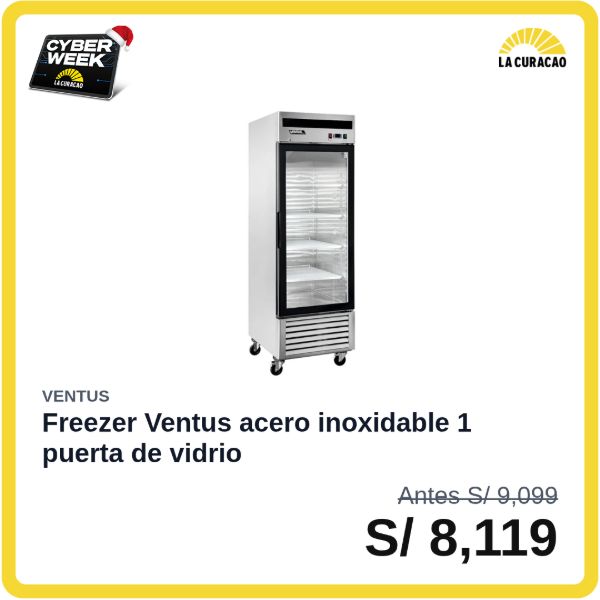 CYBER
WEEK
LA CURACAO
LA CURACAO
VENTUS
Freezer Ventus acero inoxidable 1
puerta de vidrio
Antes S/ 9,099
S/ 8,119